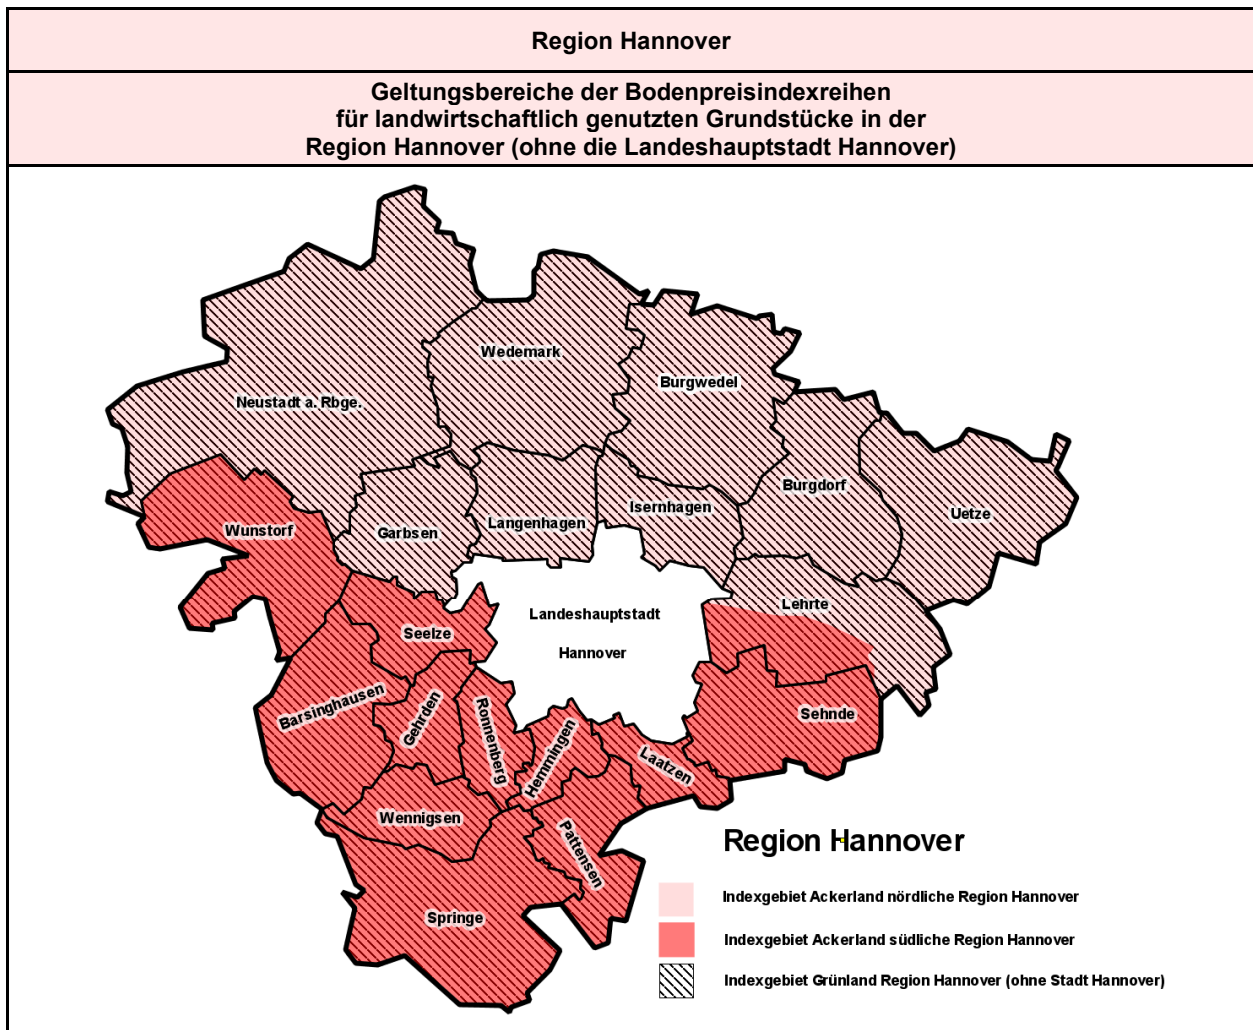 Region Hannover
Geltungsbereiche der Bodenpreisindexreihen
für landwirtschaftlich genutzten Grundstücke in der
Region Hannover (ohne die Landeshauptstadt Hannover)
Wedemark
Burgwedel
Neustadt a. Rbge.
Burgdorf
Uetze
Isernhagen
Langenhagen
Garbsen
Wunstorf
Lehrte
Landeshauptstadt
Hannover
Seelze
Barsinghausen
Gehrden
Ronnenberg
Hemmingen
Laatzen
Sehnde
Wennigsen
Pattensen
Springe
Region Hannover
Indexgebiet Ackerland nördliche Region Hannover
Indexgebiet Ackerland südliche Region Hannover
Indexgebiet Grünland Region Hannover (ohne Stadt Hannover)